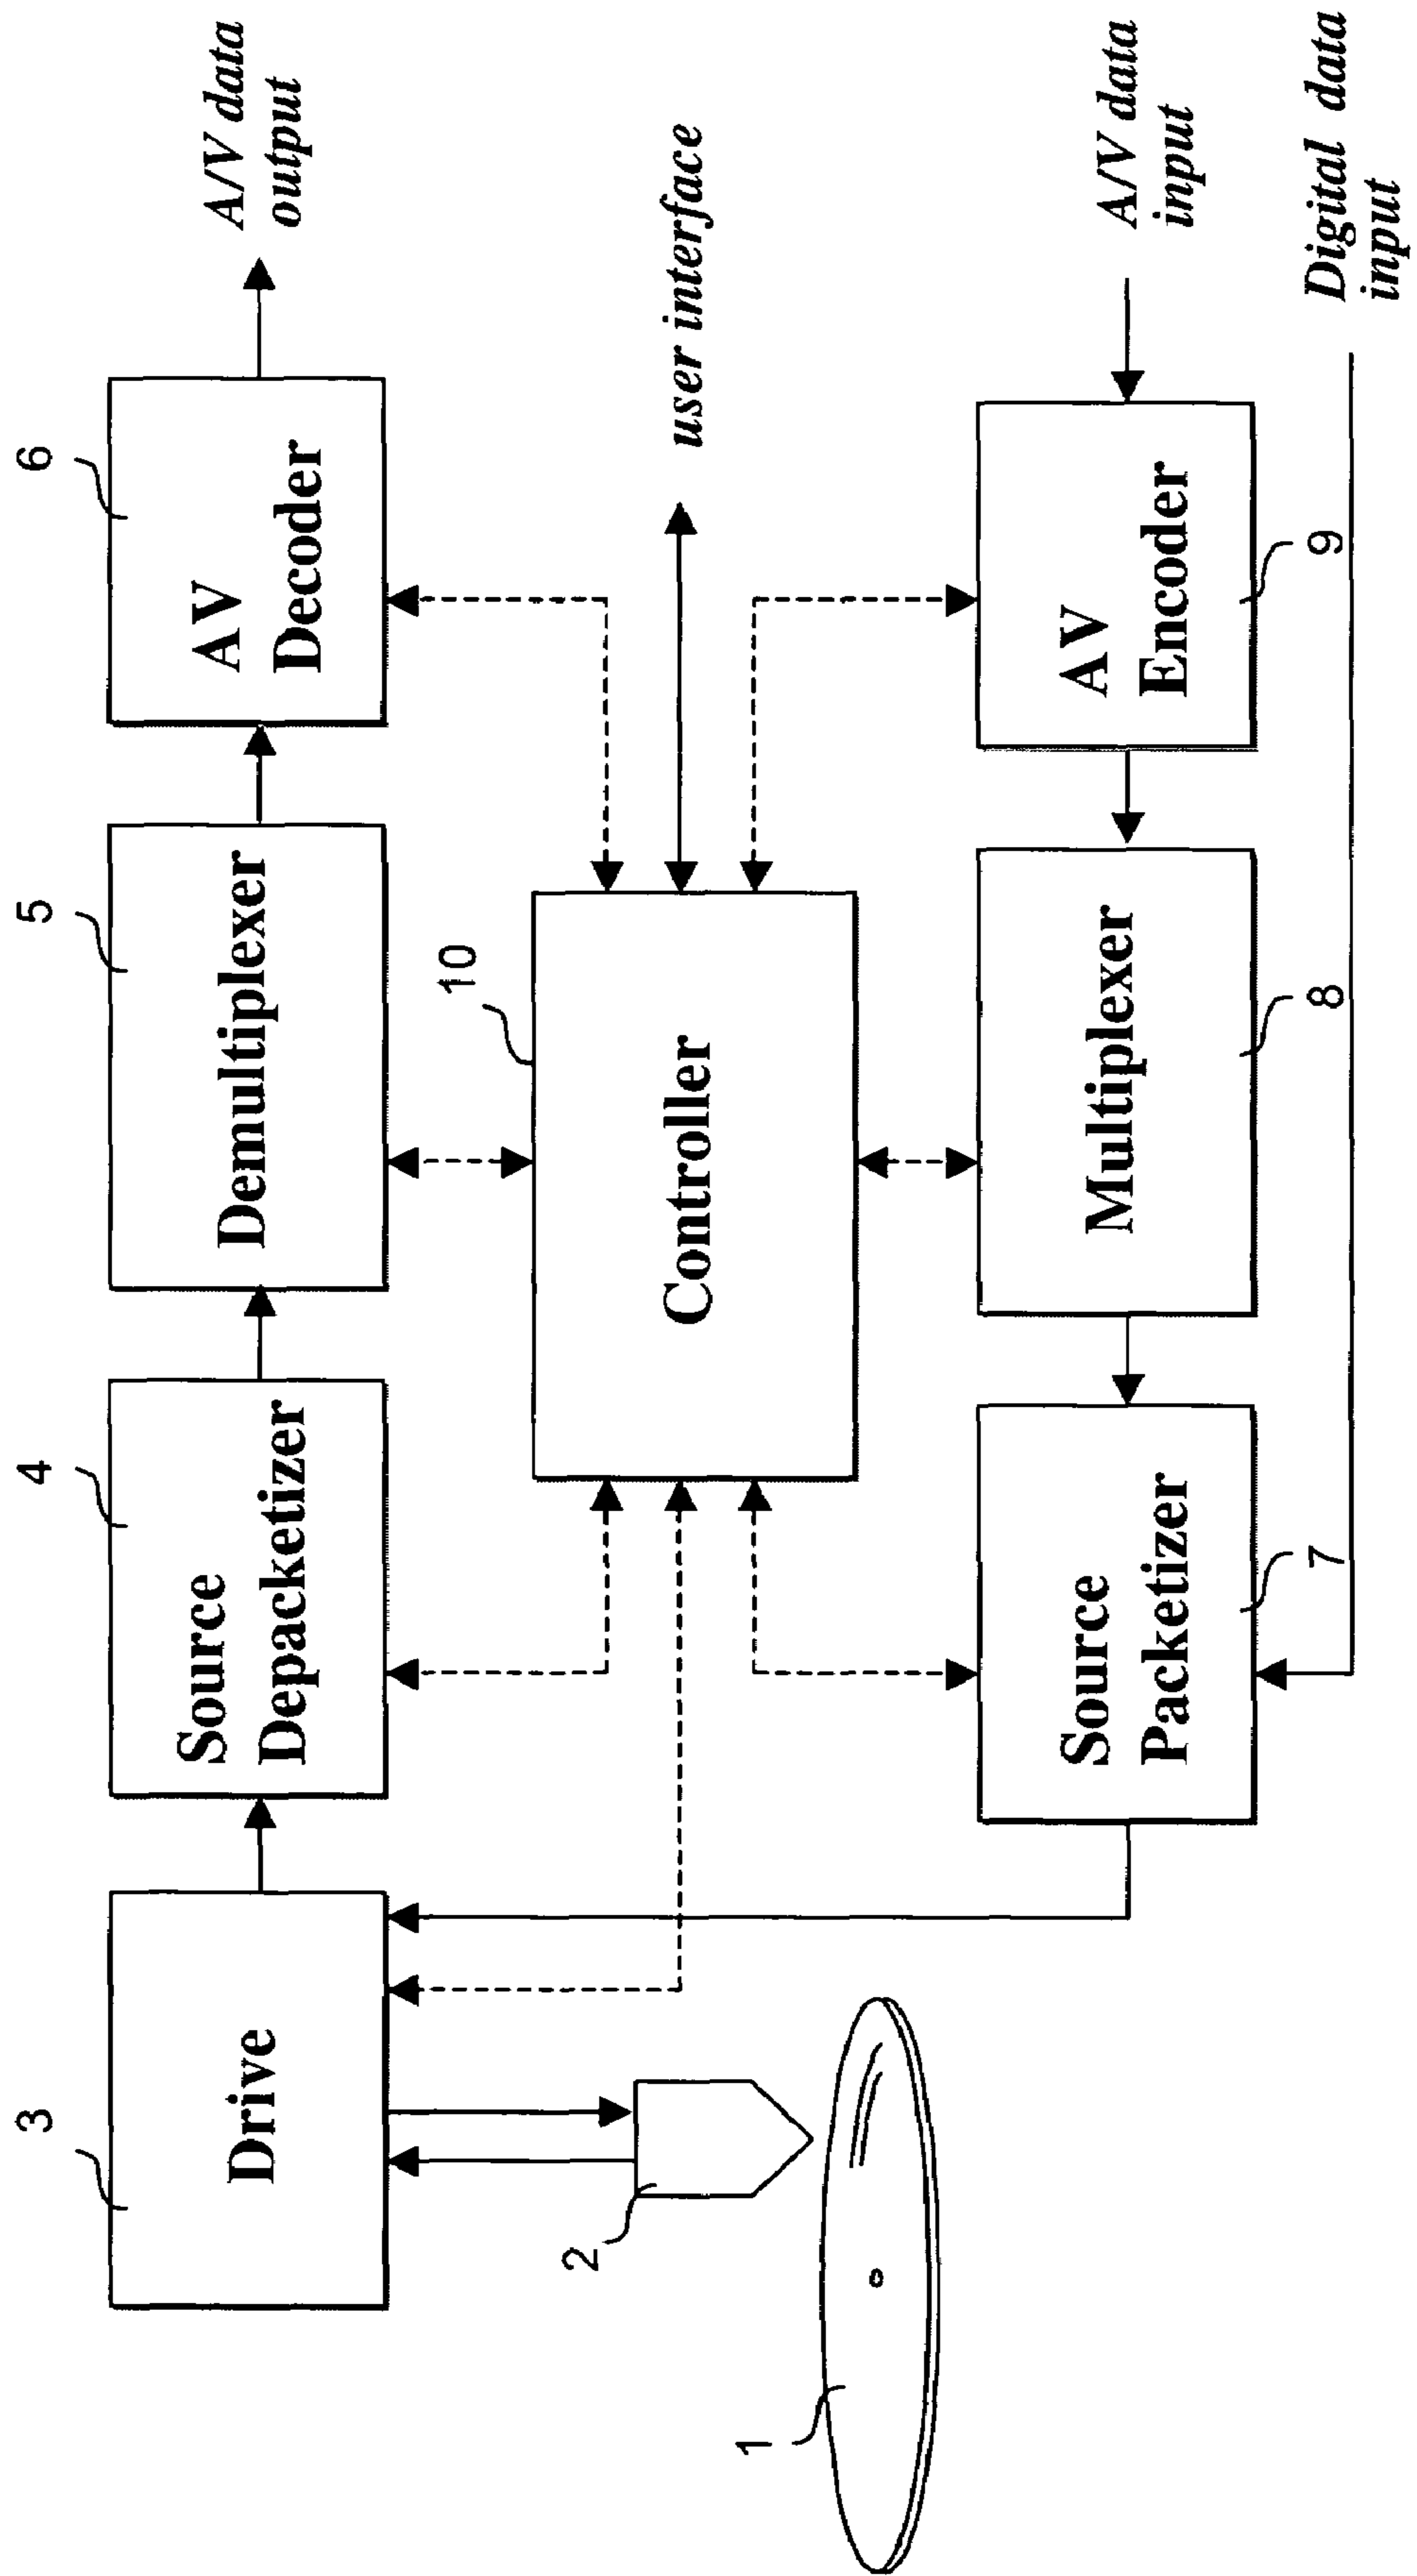 3
4
5
6
Drive
Source
Depacketizer
Demultiplexer
AV
Decoder
A/V data
output
2
10
Controller
user interface
1
Source
Packetizer
Multiplexer
AV
Encoder
A/V data
input
7
8
9
Digital data
input